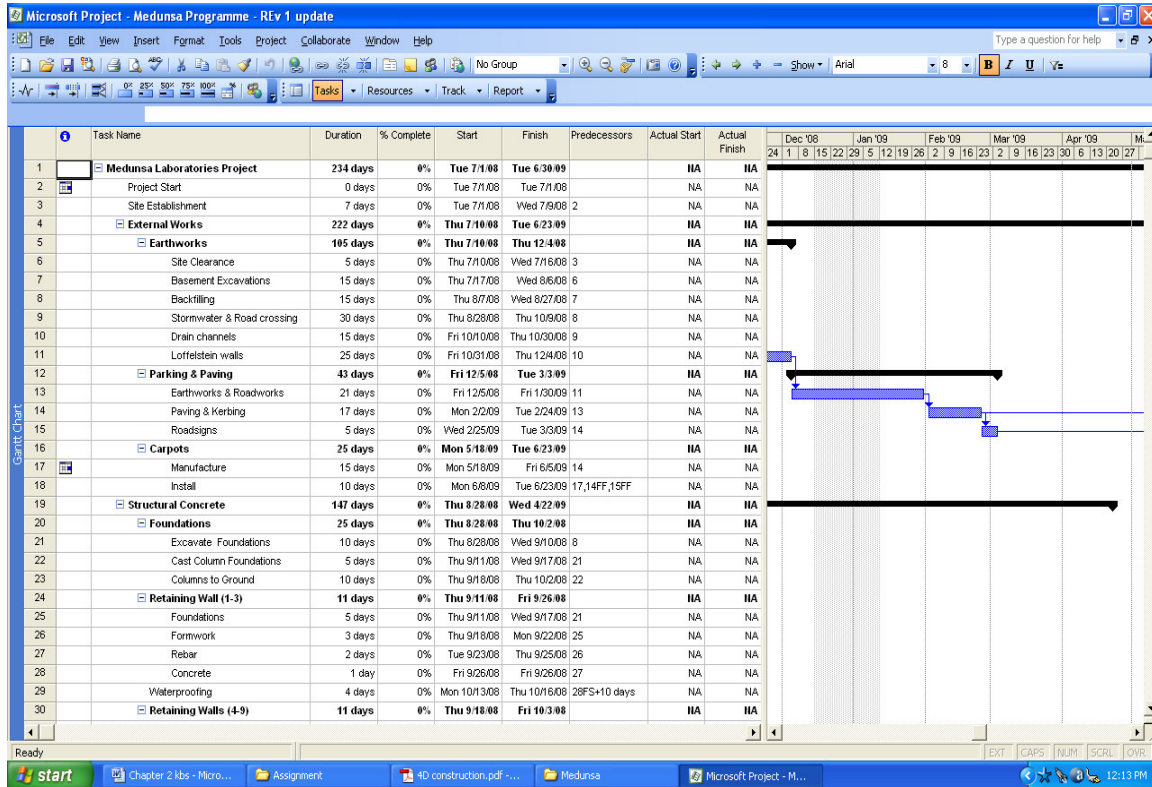 Microsoft Project - Medunsa Programme - REv 1 update
File Edit View Insert Format Tools Project Collaborate Window Help Type a question for help
No Group Show Arial 8 B I U
0% 25% 50% 75% 100% Tasks Resources Track Report
Task Name Duration % Complete Start Finish Predecessors Actual Start Actual Finish Dec '08 Jan '09 Feb '09 Mar '09 Apr '09
24 1 8 15 22 29 5 12 19 26 2 9 16 23 2 9 16 23 30 6 13 20 27
1 Medunsa Laboratories Project 234 days 0% Tue 7/1/08 Tue 6/30/09 NA NA
2 Project Start 0 days 0% Tue 7/1/08 Tue 7/1/08 NA NA
3 Site Establishment 7 days 0% Tue 7/1/08 Wed 7/9/08 2 NA NA
4 External Works 222 days 0% Thu 7/10/08 Tue 6/23/09 NA NA
5 Earthworks 105 days 0% Thu 7/10/08 Thu 12/4/08 NA NA
6 Site Clearance 5 days 0% Thu 7/10/08 Wed 7/16/08 3 NA NA
7 Basement Excavations 15 days 0% Thu 7/17/08 Wed 8/6/08 6 NA NA
8 Backfilling 15 days 0% Thu 8/7/08 Wed 8/27/08 7 NA NA
9 Stormwater & Road crossing 30 days 0% Thu 8/28/08 Thu 10/9/08 8 NA NA
10 Drain channels 15 days 0% Fri 10/10/08 Thu 10/30/08 9 NA NA
11 Loffelstein walls 25 days 0% Fri 10/31/08 Thu 12/4/08 10 NA NA
12 Parking & Paving 43 days 0% Fri 12/5/08 Tue 3/3/09 NA NA
13 Earthworks & Roadworks 21 days 0% Fri 12/5/08 Fri 1/30/09 11 NA NA
14 Paving & Kerbing 17 days 0% Mon 2/2/09 Tue 2/24/09 13 NA NA
15 Roadsigns 5 days 0% Wed 2/25/09 Tue 3/3/09 14 NA NA
16 Carpots 25 days 0% Mon 5/18/09 Tue 6/23/09 NA NA
17 Manufacture 15 days 0% Mon 5/18/09 Fri 6/5/09 14 NA NA
18 Install 10 days 0% Mon 6/8/09 Tue 6/23/09 17,14FF,15FF NA NA
19 Structural Concrete 147 days 0% Thu 8/28/08 Wed 4/22/09 NA NA
20 Foundations 25 days 0% Thu 8/28/08 Thu 10/2/08 NA NA
21 Excavate Foundations 10 days 0% Thu 8/28/08 Wed 9/10/08 8 NA NA
22 Cast Column Foundations 5 days 0% Thu 9/11/08 Wed 9/17/08 21 NA NA
23 Columns to Ground 10 days 0% Thu 9/18/08 Thu 10/2/08 22 NA NA
24 Retaining Wall (1-3) 11 days 0% Thu 9/11/08 Fri 9/26/08 NA NA
25 Foundations 5 days 0% Thu 9/11/08 Wed 9/17/08 21 NA NA
26 Formwork 3 days 0% Thu 9/18/08 Mon 9/22/08 25 NA NA
27 Rebar 2 days 0% Tue 9/23/08 Thu 9/25/08 26 NA NA
28 Concrete 1 day 0% Fri 9/26/08 Fri 9/26/08 27 NA NA
29 Waterproofing 4 days 0% Mon 10/13/08 Thu 10/16/08 28FS+10 days NA NA
30 Retaining Walls (4-9) 11 days 0% Thu 9/18/08 Fri 10/3/08 NA NA
Gantt Chart
Ready EXT CAPS NUM SCRL OVR
start Chapter 2 kbs - Micro... Assignment 4D construction.pdf -... Medunsa Microsoft Project - M... 12:13 PM